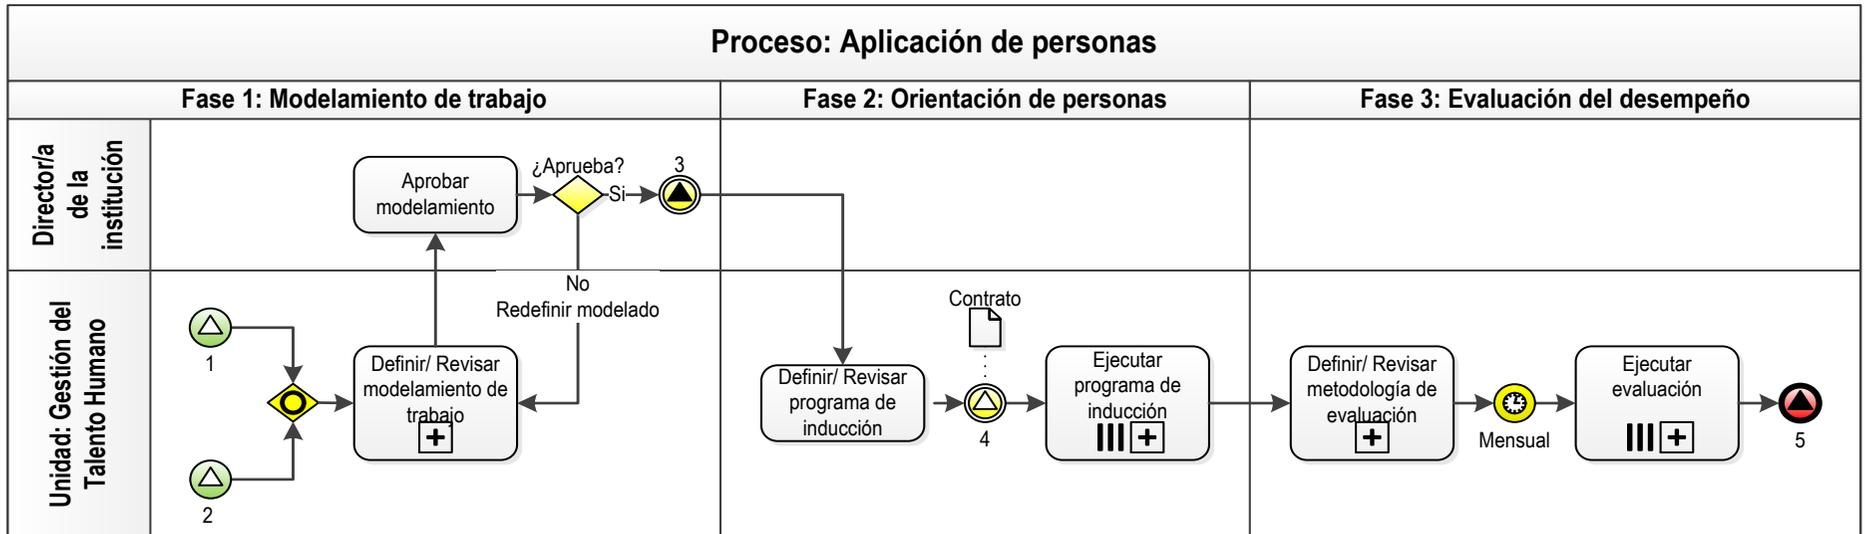 Proceso: Aplicación de personas
Fase 1: Modelamiento de trabajo
Fase 2: Orientación de personas
Fase 3: Evaluación del desempeño
Director/a
de la
institución
Aprobar
modelamiento
¿Aprueba?
Si
3
No
Redefinir modelado
Unidad: Gestión del
Talento Humano
1
2
Definir/ Revisar
modelamiento de
trabajo
Definir/ Revisar
programa de
inducción
Contrato
4
Ejecutar
programa de
inducción
Definir/ Revisar
metodología de
evaluación
Mensual
Ejecutar
evaluación
5